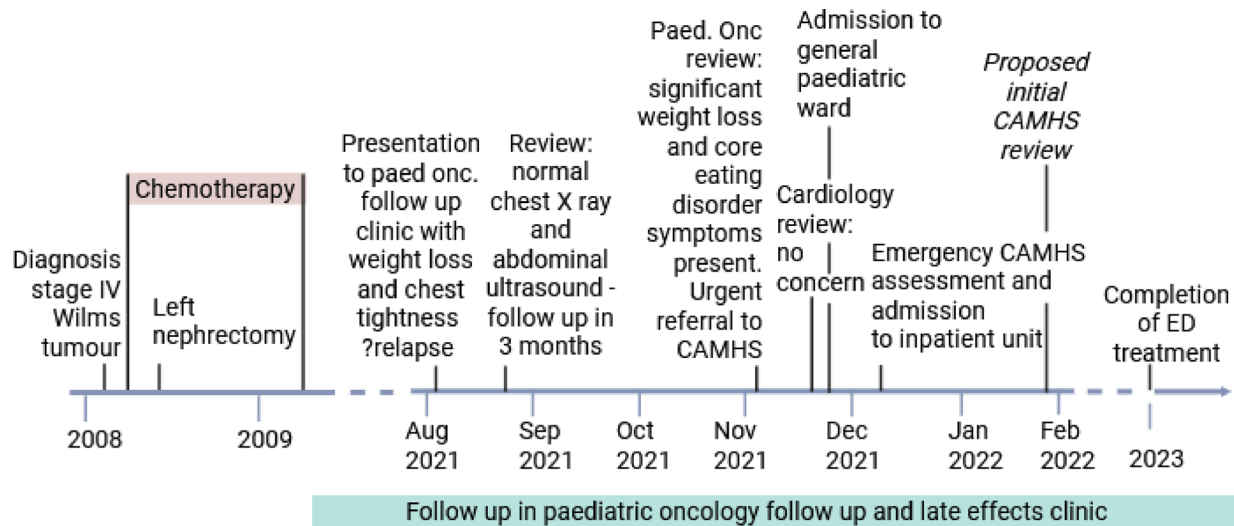 Diagnosis
stage IV
Wilms
tumour
Chemotherapy
Left
nephrectomy
Presentation
to paed onc.
follow up
clinic with
weight loss
and chest
tightness
?relapse
Review:
normal
chest X ray
and
abdominal
ultrasound -
follow up in
3 months
Paed. Onc
review:
significant
weight loss
and core
eating
disorder
symptoms
present.
Urgent
referral to
CAMHS
Cardiology
review:
no
concern
Admission to
general
paediatric
ward
Emergency CAMHS
assessment and
admission
to inpatient unit
Proposed
initial
CAMHS
review
Completion
of ED
treatment
2008
2009
Aug
2021
Sep
2021
Oct
2021
Nov
2021
Dec
2021
Jan
2022
Feb
2022
2023
Follow up in paediatric oncology follow up and late effects clinic